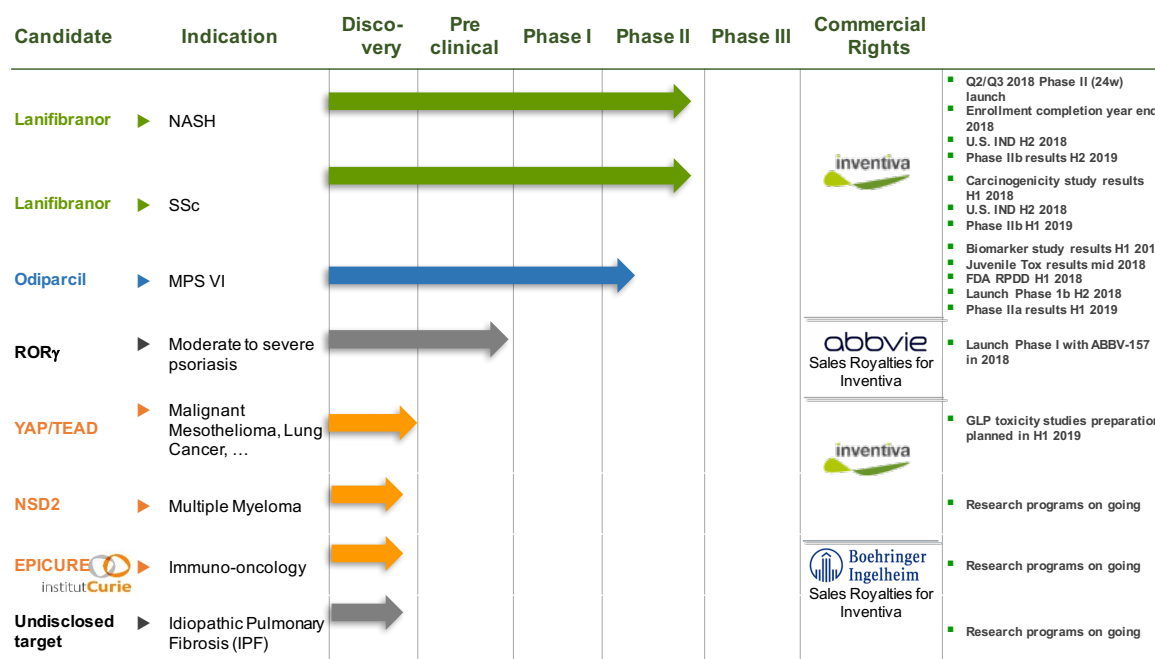 Candidate
Indication
Disco-
very
Pre
clinical
Phase I
Phase II
Phase III
Commercial
Rights
Lanifibranor
NASH
inventiva
Q2/Q3 2018 Phase II (24w)
launch
Enrollment completion year end
2018
U.S. IND H2 2018
Phase IIb results H2 2019
Lanifibranor
SSc
Carcinogenicity study results
H1 2018
U.S. IND H2 2018
Phase IIb H1 2019
Odiparcil
MPS VI
Biomarker study results H1 201
Juvenile Tox results mid 2018
FDA RPDD H1 2018
Launch Phase 1b H2 2018
Phase IIa results H1 2019
RORγ
Moderate to severe
psoriasis
abbvie
Sales Royalties for
Inventiva
Launch Phase I with ABBV-157
in 2018
YAP/TEAD
Malignant
Mesothelioma, Lung
Cancer, …
inventiva
GLP toxicity studies preparation
planned in H1 2019
NSD2
Multiple Myeloma
Research programs on going
EPICURE
institutCurie
Immuno-oncology
Boehringer
Ingelheim
Sales Royalties for
Inventiva
Research programs on going
Undisclosed
target
Idiopathic Pulmonary
Fibrosis (IPF)
Research programs on going